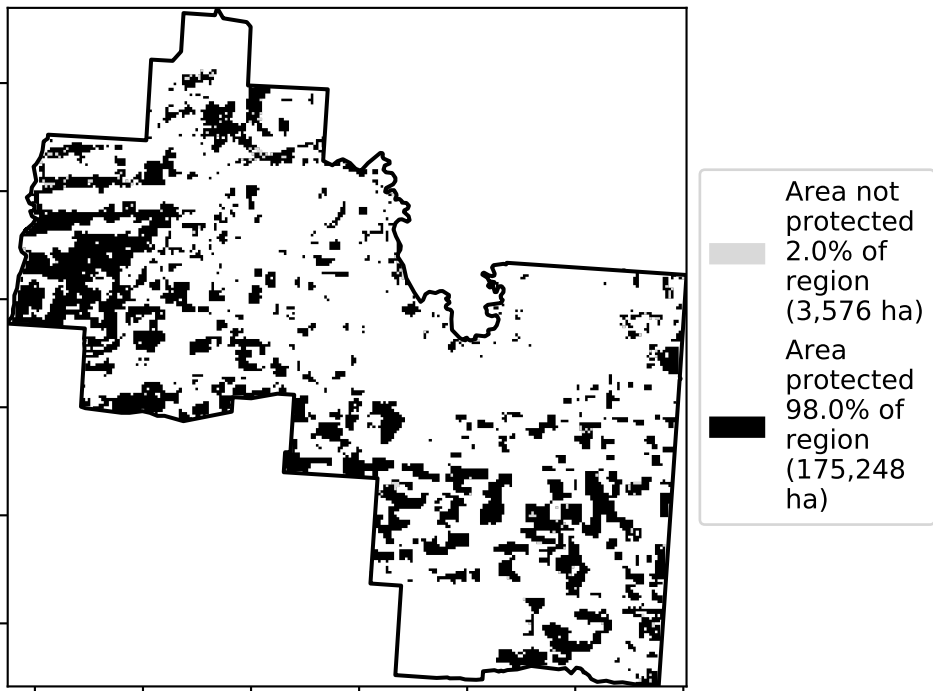 Area not
protected
2.0% of
region
(3,576 ha)
Area
protected
98.0% of
region
(175,248
ha)